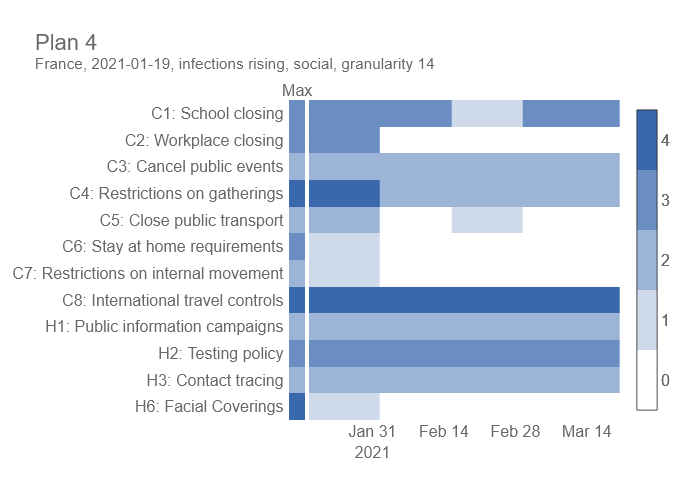 Plan 4
France, 2021-01-19, infections rising, social, granularity 14
Max
C1: School closing
C2: Workplace closing
C3: Cancel public events
C4: Restrictions on gatherings
C5: Close public transport
C6: Stay at home requirements
C7: Restrictions on internal movement
C8: International travel controls
H1: Public information campaigns
H2: Testing policy
H3: Contact tracing
H6: Facial Coverings
4
3
2
1
0
Jan 31 Feb 14 Feb 28 Mar 14
2021